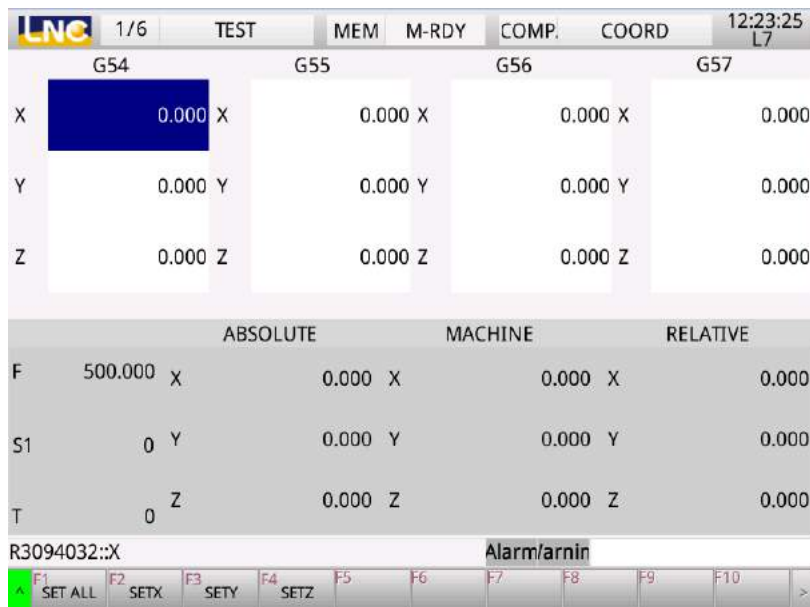 LNC 1/6 TEST MEM M-RDY COMP. COORD 12:23:25
L7
G54 G55 G56 G57
X 0.000 X 0.000 X 0.000 X 0.000
Y 0.000 Y 0.000 Y 0.000 Y 0.000
Z 0.000 Z 0.000 Z 0.000 Z 0.000
ABSOLUTE MACHINE RELATIVE
F 500.000 X 0.000 X 0.000 X 0.000
S1 0 Y 0.000 Y 0.000 Y 0.000
T 0 Z 0.000 Z 0.000 Z 0.000
R3094032::X Alarm/arnin
^ F1 SET ALL F2 SETX F3 SETY F4 SETZ F5 F6 F7 F8 F9 F10 >